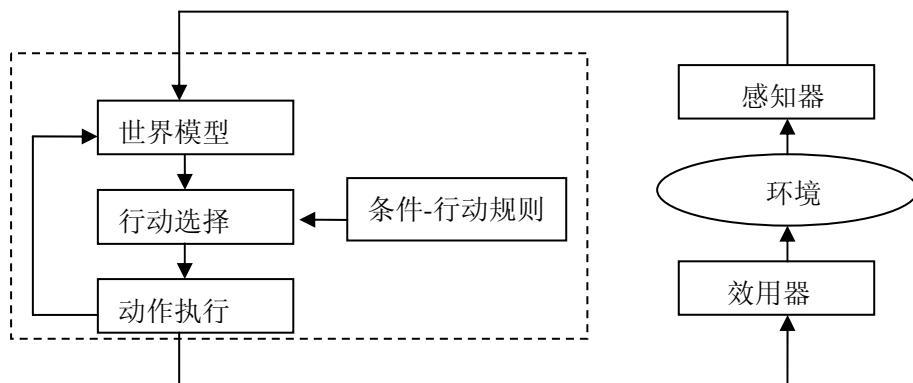 感知器
世界模型
环境
行动选择
条件-行动规则
动作执行
效用器